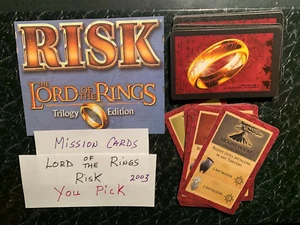 RISK
THE LORD OF THE RINGS
Trilogy Edition
MISSION CARDS
LORD OF THE RINGS
RISK 2003
YOU PICK